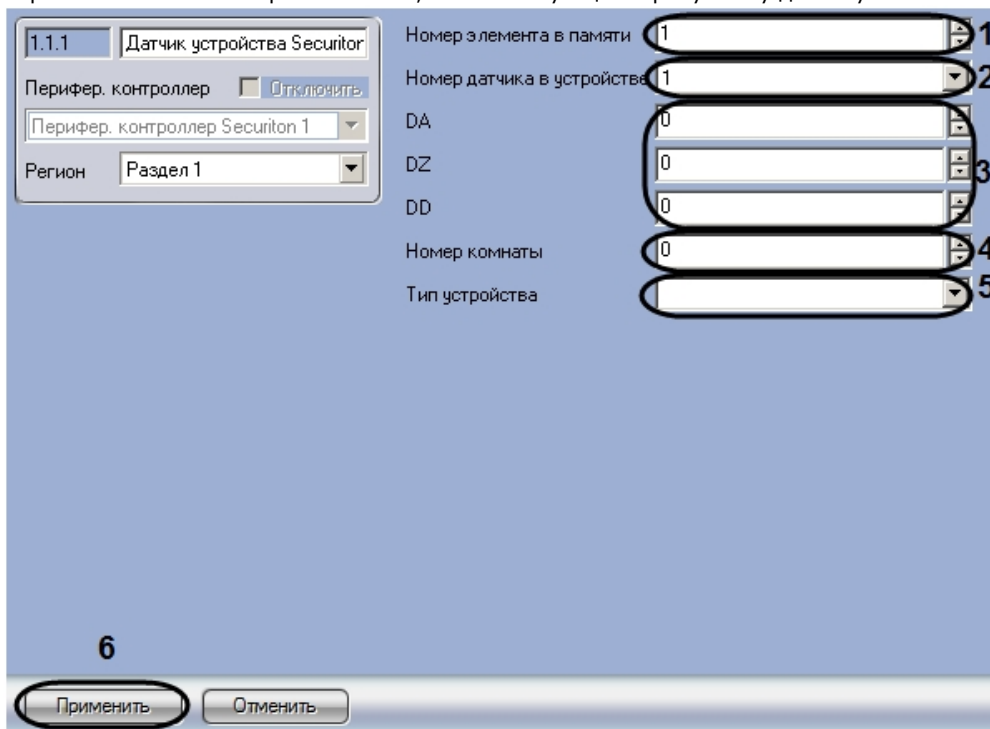 1.1.1 Датчик устройства Securitor
Перифер. контроллер Отключить
Перифер. контроллер Securiton 1
Регион Раздел 1
Номер элемента в памяти 1 1
Номер датчика в устройстве 1 2
DA 0
DZ 0 3
DD 0
Номер комнаты 0 4
Тип устройства 5
6
Применить Отменить